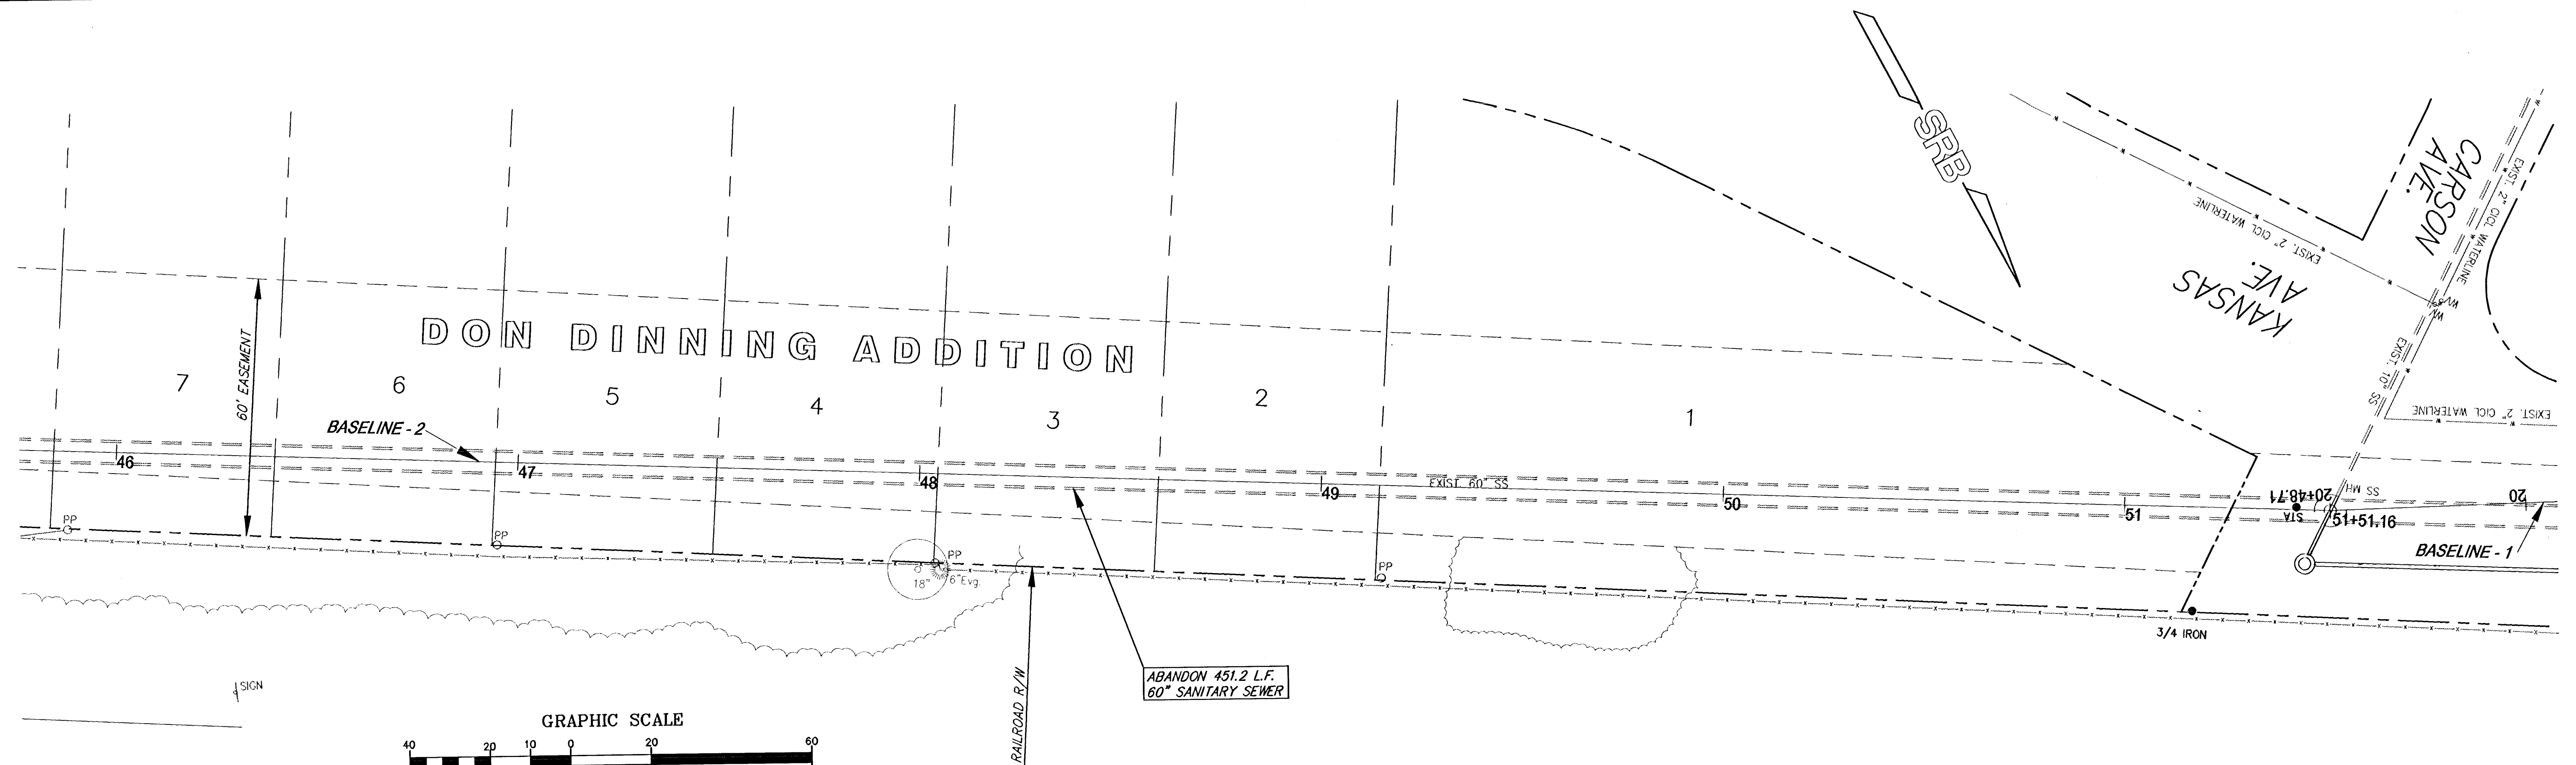 SRB
CARSON
AVE.
EXIST. 2" CICL WATERLINE
EXIST. 2" CICL WATERLINE
KANSAS
AVE.
WV
WV
EXIST. 10" SS
EXIST. 2" CICL WATERLINE
60' EASEMENT
DON DINNING ADDITION
7
6
5
4
3
2
1
BASELINE - 2
46
47
48
49
50
51
EXIST. 60" SS
STA
20+48.71
SS MH
20
51+51.16
BASELINE - 1
PP
PP
PP
PP
18"
6"Evg.
3/4 IRON
RAILROAD R/W
ABANDON 451.2 L.F.
60" SANITARY SEWER
SIGN
GRAPHIC SCALE
40 20 10 0 20 60